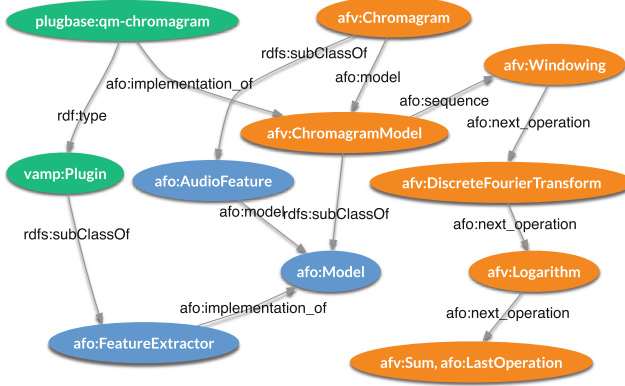 plugbase:qm-chromagram
afv:Chromagram
rdfs:subClassOf
afv:Windowing
afo:implementation_of
afo:model
afo:sequence
rdf:type
afo:next_operation
afv:ChromagramModel
vamp:Plugin
afo:AudioFeature
afv:DiscreteFourierTransform
afo:model
rdfs:subClassOf
rdfs:subClassOf
afo:next_operation
afo:Model
afv:Logarithm
afo:implementation_of
afo:next_operation
afo:FeatureExtractor
afv:Sum, afo:LastOperation